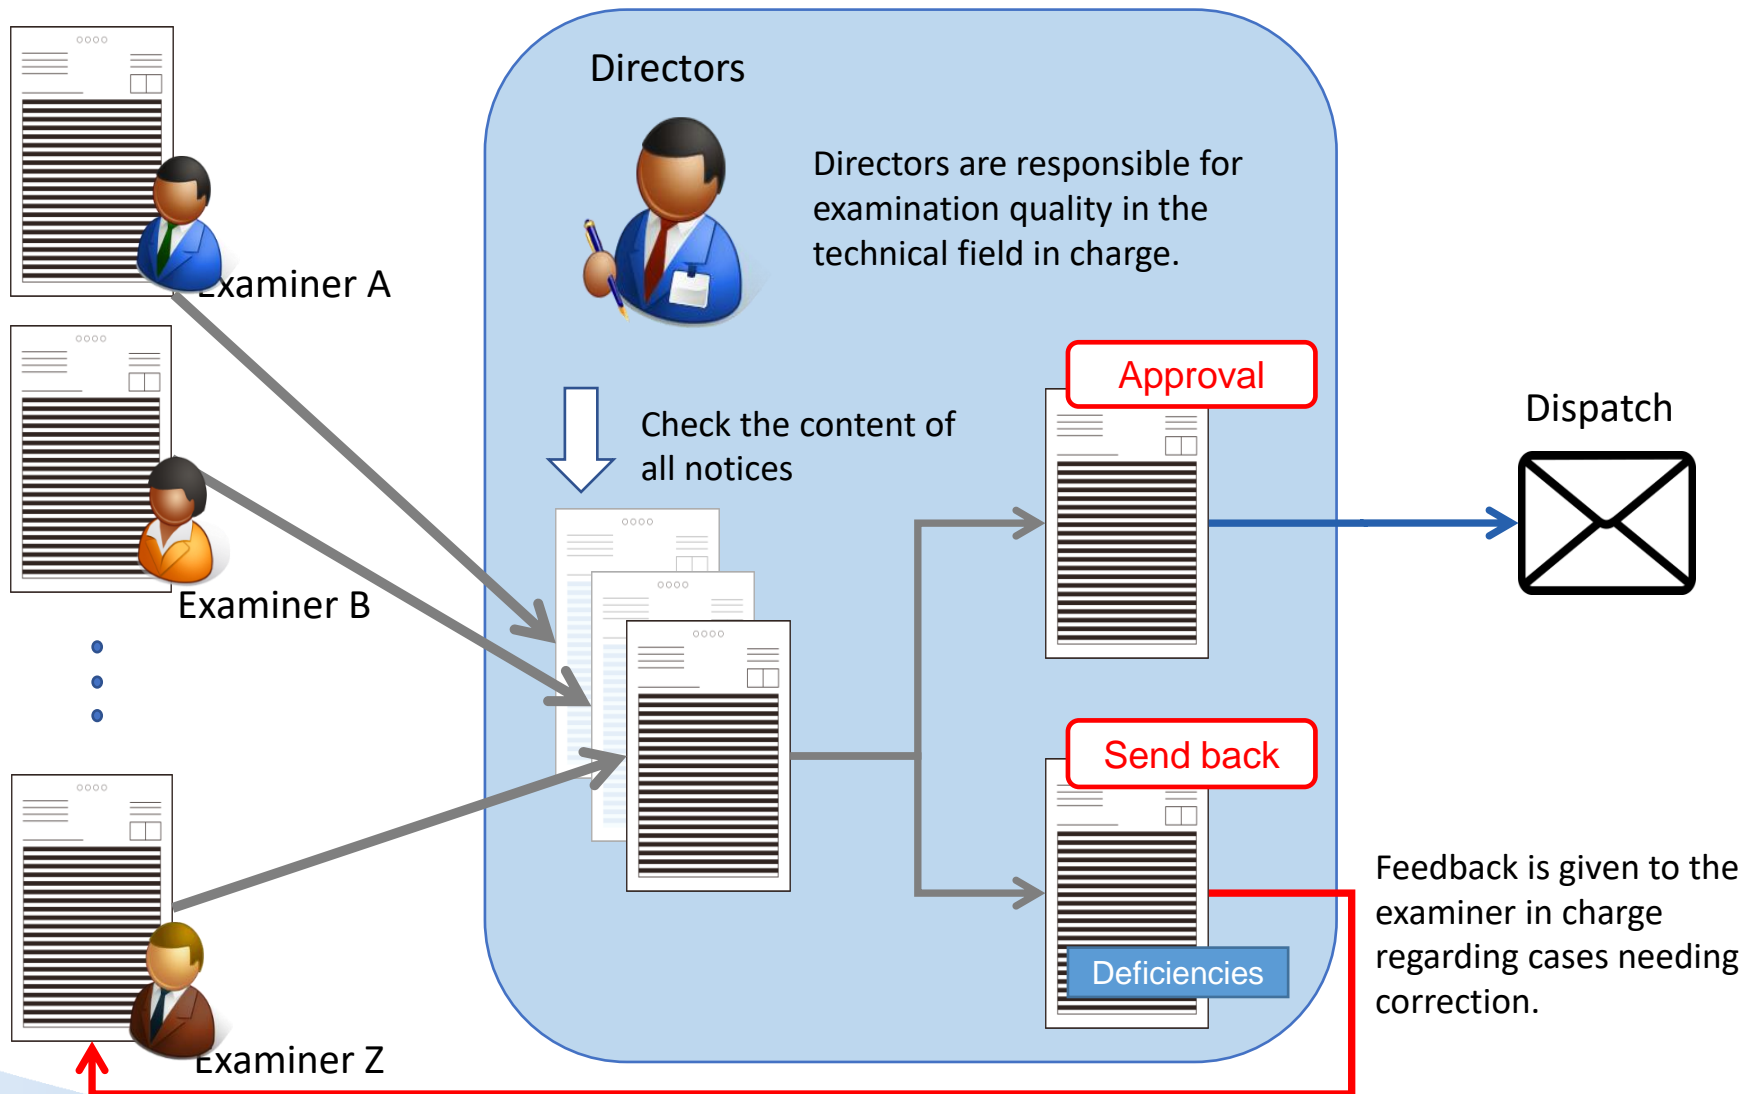 Directors
Directors are responsible for
examination quality in the
technical field in charge.
Examiner A
Examiner B
Examiner Z
Check the content of
all notices
Approval
Dispatch
Send back
Deficiencies
Feedback is given to the
examiner in charge
regarding cases needing
correction.